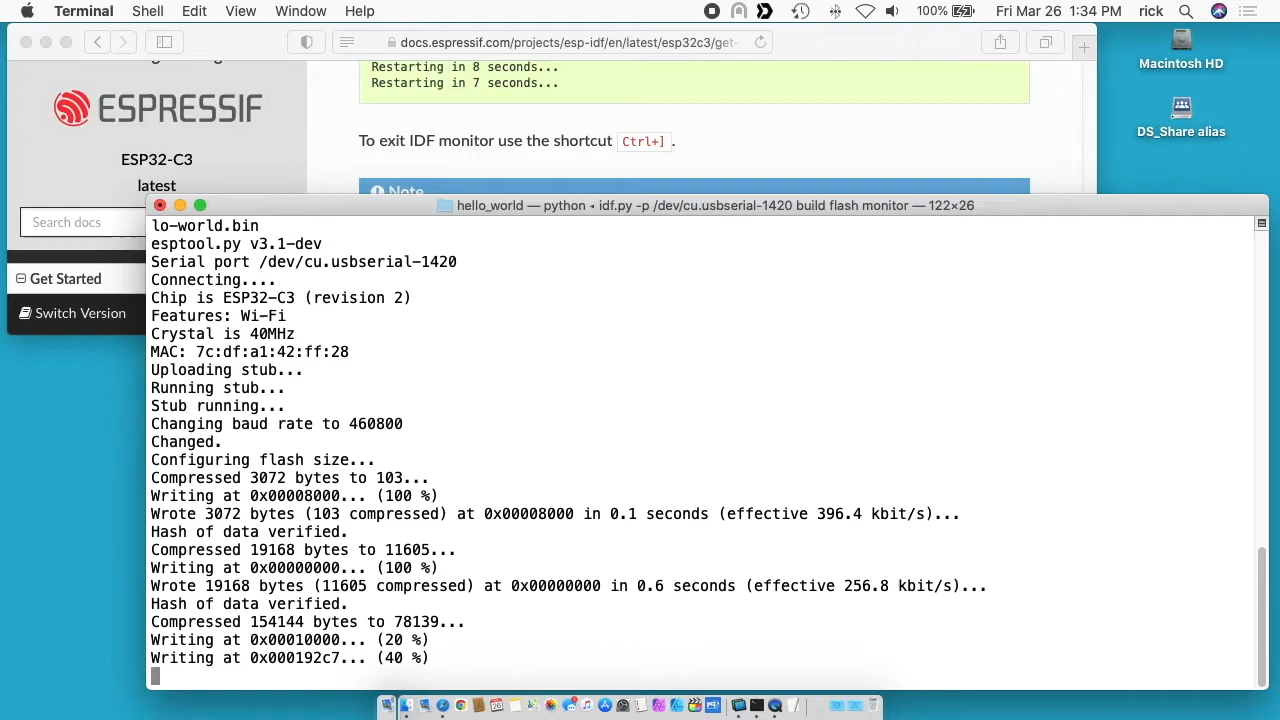 Terminal Shell Edit View Window Help 100% Fri Mar 26 1:34 PM rick
docs.espressif.com/projects/esp-idf/en/latest/esp32c3/get-
Macintosh HD
DS_Share alias
ESPRESSIF
ESP32-C3
latest
Search docs
Get Started
Switch Version
Restarting in 8 seconds...
Restarting in 7 seconds...
To exit IDF monitor use the shortcut Ctrl+].
Note
hello_world — python ◂ idf.py -p /dev/cu.usbserial-1420 build flash monitor — 122×26
lo-world.bin
esptool.py v3.1-dev
Serial port /dev/cu.usbserial-1420
Connecting....
Chip is ESP32-C3 (revision 2)
Features: Wi-Fi
Crystal is 40MHz
MAC: 7c:df:a1:42:ff:28
Uploading stub...
Running stub...
Stub running...
Changing baud rate to 460800
Changed.
Configuring flash size...
Compressed 3072 bytes to 103...
Writing at 0x00008000... (100 %)
Wrote 3072 bytes (103 compressed) at 0x00008000 in 0.1 seconds (effective 396.4 kbit/s)...
Hash of data verified.
Compressed 19168 bytes to 11605...
Writing at 0x00000000... (100 %)
Wrote 19168 bytes (11605 compressed) at 0x00000000 in 0.6 seconds (effective 256.8 kbit/s)...
Hash of data verified.
Compressed 154144 bytes to 78139...
Writing at 0x00010000... (20 %)
Writing at 0x000192c7... (40 %)